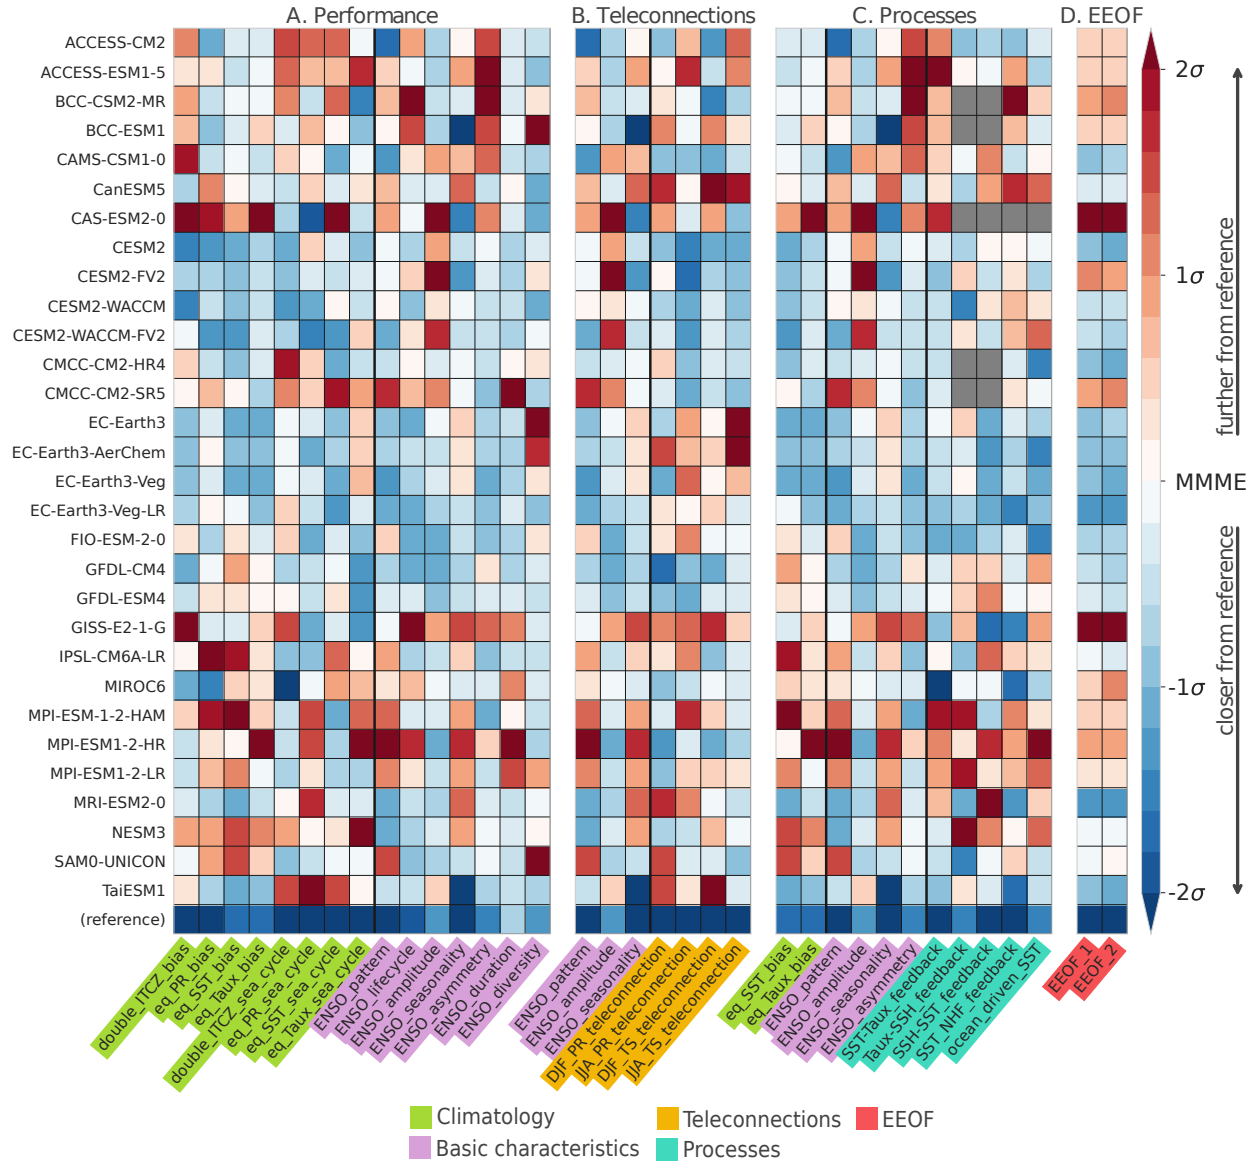 A. Performance
B. Teleconnections
C. Processes
D. EEOF
ACCESS-CM2
ACCESS-ESM1-5
BCC-CSM2-MR
BCC-ESM1
CAMS-CSM1-0
CanESM5
CAS-ESM2-0
CESM2
CESM2-FV2
CESM2-WACCM
CESM2-WACCM-FV2
CMCC-CM2-HR4
CMCC-CM2-SR5
EC-Earth3
EC-Earth3-AerChem
EC-Earth3-Veg
EC-Earth3-Veg-LR
FIO-ESM-2-0
GFDL-CM4
GFDL-ESM4
GISS-E2-1-G
IPSL-CM6A-LR
MIROC6
MPI-ESM-1-2-HAM
MPI-ESM1-2-HR
MPI-ESM1-2-LR
MRI-ESM2-0
NESM3
SAM0-UNICON
TaiESM1
(reference)
2σ
1σ
MMME
-1σ
-2σ
further from reference
closer from reference
double_ITCZ_bias
eq_PR_bias
eq_SST_bias
eq_Taux_bias
double_ITCZ_sea_cycle
eq_PR_sea_cycle
eq_SST_sea_cycle
eq_Taux_sea_cycle
ENSO_pattern
ENSO_lifecycle
ENSO_amplitude
ENSO_seasonality
ENSO_asymmetry
ENSO_duration
ENSO_diversity
ENSO_pattern
ENSO_amplitude
ENSO_seasonality
DJF_PR_teleconnection
JJA_PR_teleconnection
DJF_TS_teleconnection
JJA_TS_teleconnection
eq_SST_bias
eq_Taux_bias
ENSO_pattern
ENSO_amplitude
ENSO_seasonality
ENSO_asymmetry
SST-Taux_feedback
Taux-SSH_feedback
SSH-SST_feedback
SST_NHF_feedback
ocean_driven_SST
EEOF_1
EEOF_2
Climatology
Teleconnections
EEOF
Basic characteristics
Processes